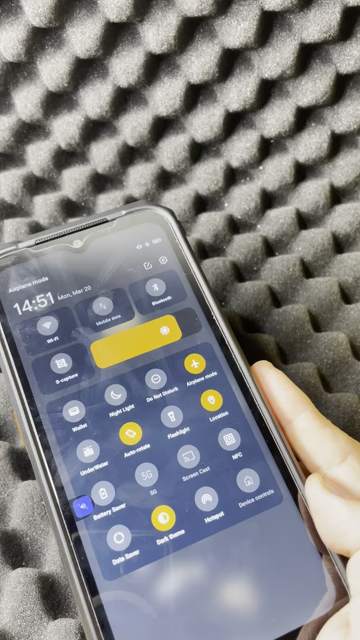 Airplane mode
14:51 Mon, Mar 20
Wi-Fi
Mobile data
Bluetooth
S-capture
Wallet
Night Light
Do Not Disturb
Airplane mode
UnderWater
Auto-rotate
Flashlight
Location
Battery Saver
5G
5G
Screen Cast
NFC
Data Saver
Dark theme
Hotspot
Device controls